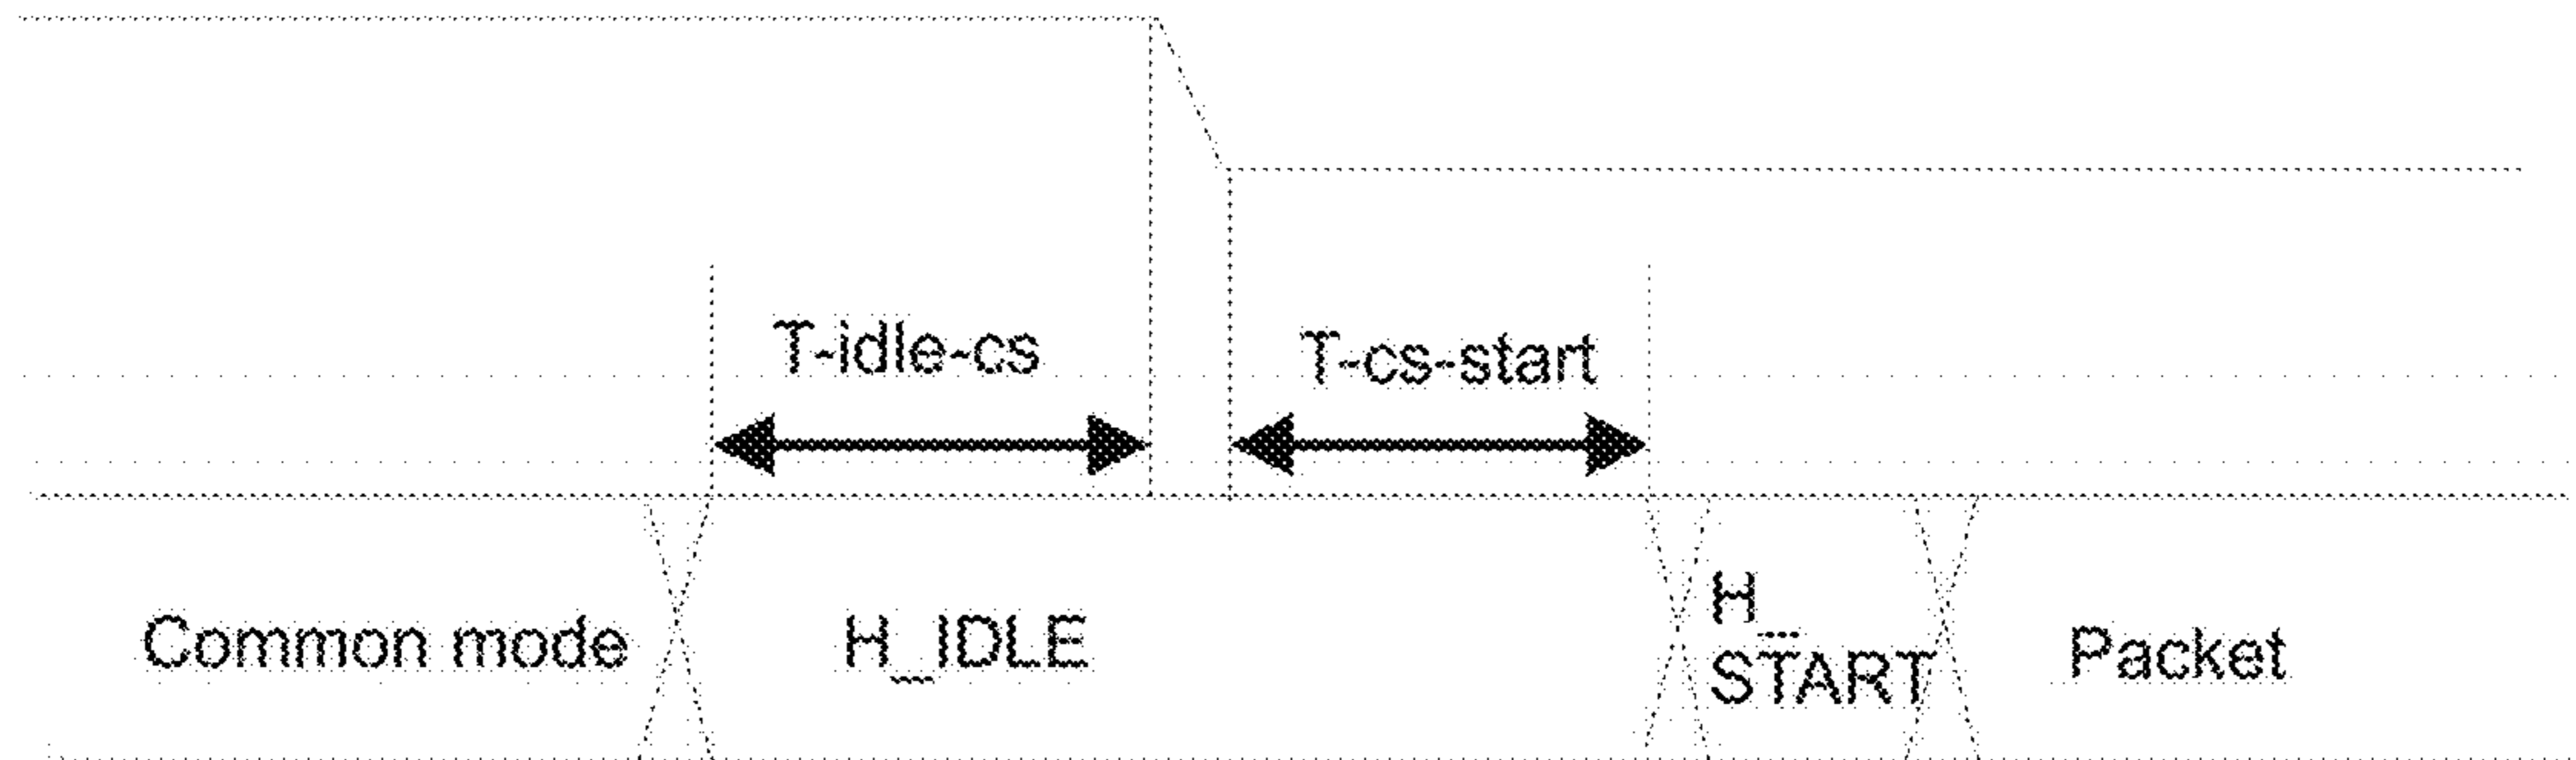 T-idle-cs
T-cs-start
Common mode
H_IDLE
H_
START
Packet